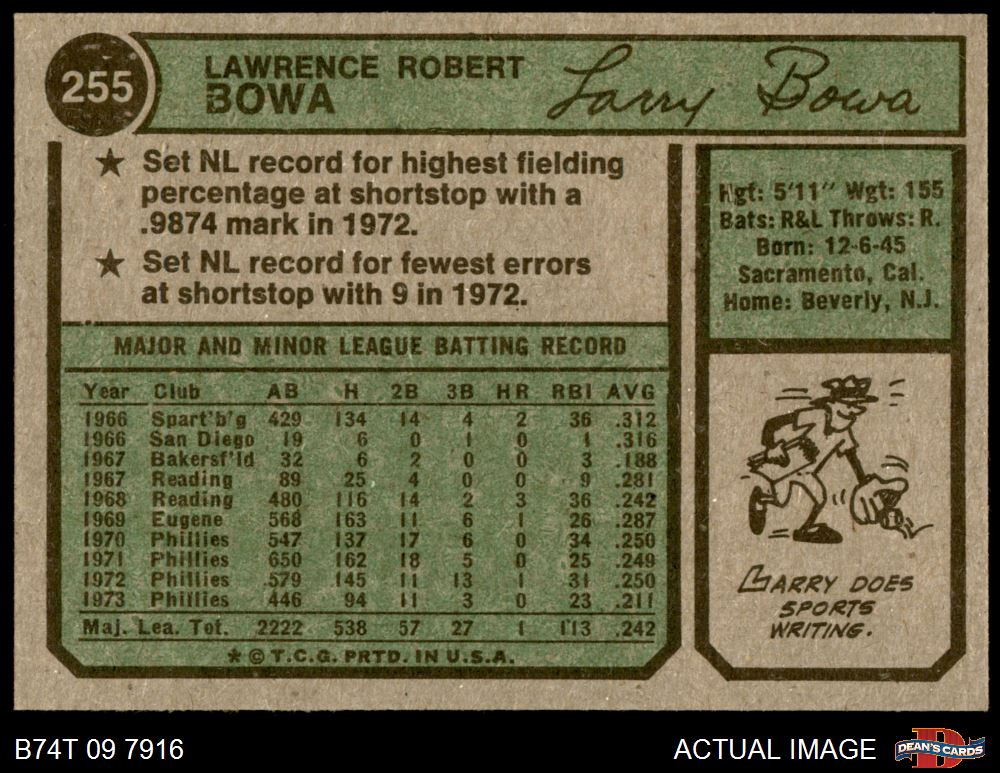 255
LAWRENCE ROBERT
BOWA
Larry Bowa
★ Set NL record for highest fielding
percentage at shortstop with a
.9874 mark in 1972.
★ Set NL record for fewest errors
at shortstop with 9 in 1972.
Hgt: 5'11" Wgt: 155
Bats: R&L Throws: R.
Born: 12-6-45
Sacramento, Cal.
Home: Beverly, N.J.
MAJOR AND MINOR LEAGUE BATTING RECORD
Year Club AB H 2B 3B HR RBI AVG
1966 Spart'b'g 429 134 14 4 2 36 .312
1966 San Diego 19 6 0 1 0 1 .316
1967 Bakersf'ld 32 6 2 0 0 3 .188
1967 Reading 89 25 4 0 0 9 .281
1968 Reading 480 116 14 2 3 36 .242
1969 Eugene 568 163 11 6 1 26 .287
1970 Phillies 547 137 17 6 0 34 .250
1971 Phillies 650 162 18 5 0 25 .249
1972 Phillies 579 145 11 13 1 31 .250
1973 Phillies 446 94 11 3 0 23 .211
Maj. Lea. Tot. 2222 538 57 27 1 113 .242
★ © T.C.G. PRTD. IN U.S.A.
LARRY DOES
SPORTS
WRITING.
B74T 09 7916
ACTUAL IMAGE
D
DEAN'S CARDS